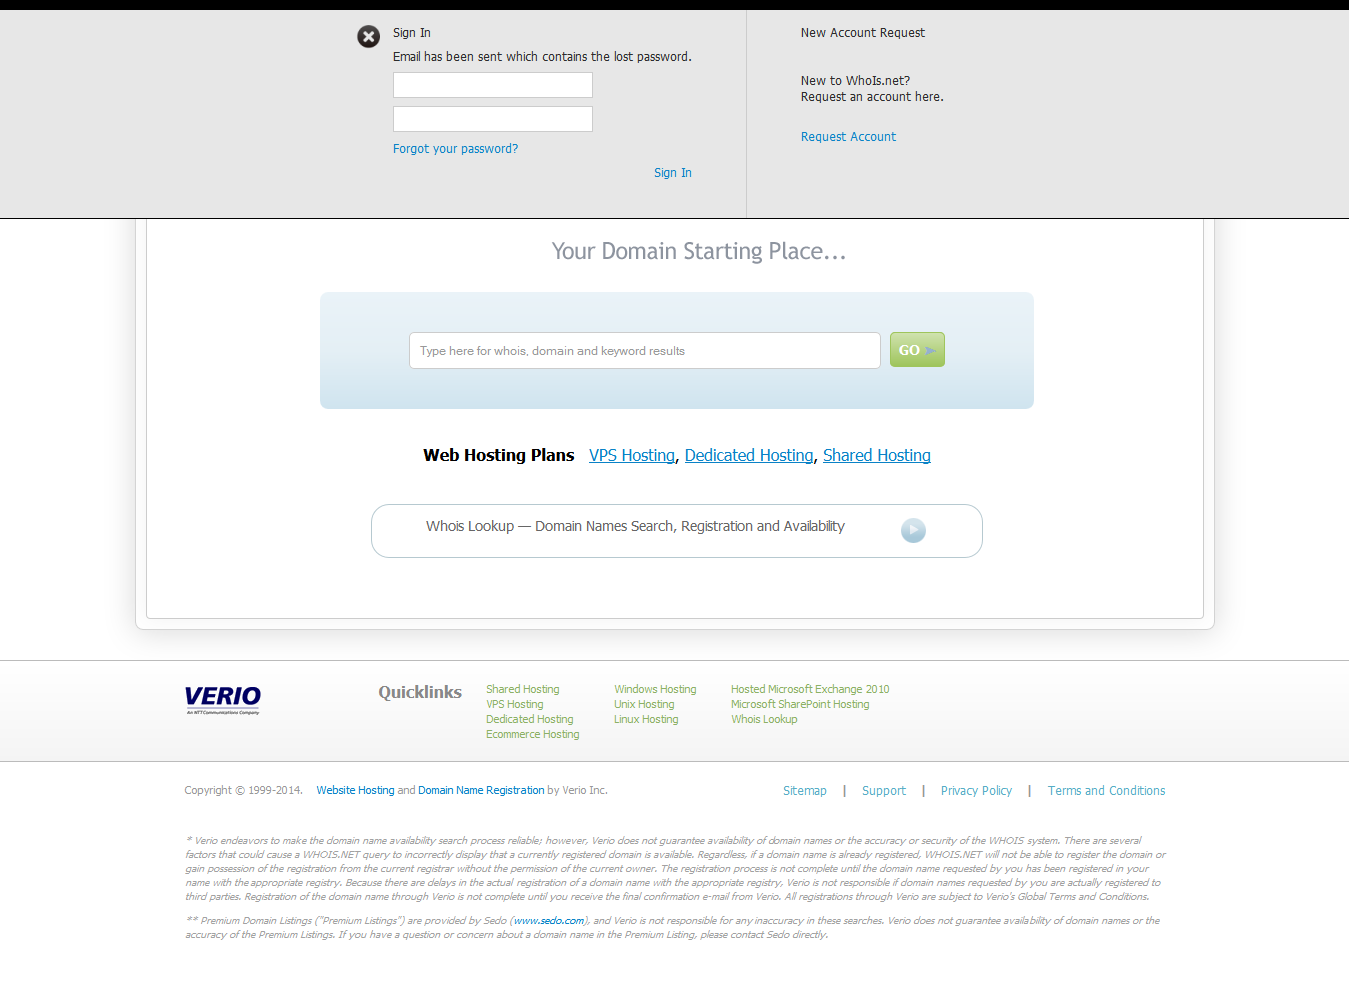 Sign In
Email has been sent which contains the lost password.
Forgot your password?
Sign In
New Account Request
New to WhoIs.net?
Request an account here.
Request Account
Your Domain Starting Place...
Type here for whois, domain and keyword results
GO
Web Hosting Plans VPS Hosting, Dedicated Hosting, Shared Hosting
Whois Lookup — Domain Names Search, Registration and Availability
VERIO
An NTT Communications Company
Quicklinks
Shared Hosting
VPS Hosting
Dedicated Hosting
Ecommerce Hosting
Windows Hosting
Unix Hosting
Linux Hosting
Hosted Microsoft Exchange 2010
Microsoft SharePoint Hosting
Whois Lookup
Copyright © 1999-2014. Website Hosting and Domain Name Registration by Verio Inc.
Sitemap | Support | Privacy Policy | Terms and Conditions
* Verio endeavors to make the domain name availability search process reliable; however, Verio does not guarantee availability of domain names or the accuracy or security of the WHOIS system. There are several
factors that could cause a WHOIS.NET query to incorrectly display that a currently registered domain is available. Regardless, if a domain name is already registered, WHOIS.NET will not be able to register the domain or
gain possession of the registration from the current registrar without the permission of the current owner. The registration process is not complete until the domain name requested by you has been registered in your
name with the appropriate registry. Because there are delays in the actual registration of a domain name with the appropriate registry, Verio is not responsible if domain names requested by you are actually registered to
third parties. Registration of the domain name through Verio is not complete until you receive the final confirmation e-mail from Verio. All registrations through Verio are subject to Verio's Global Terms and Conditions.
** Premium Domain Listings ("Premium Listings") are provided by Sedo (www.sedo.com), and Verio is not responsible for any inaccuracy in these searches. Verio does not guarantee availability of domain names or the
accuracy of the Premium Listings. If you have a question or concern about a domain name in the Premium Listing, please contact Sedo directly.